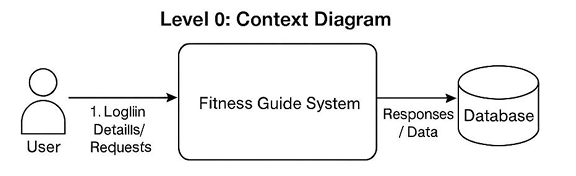 Level 0: Context Diagram
1. Logliin
Detaills/
Requests
Fitness Guide System
Responses
/ Data
Database
User